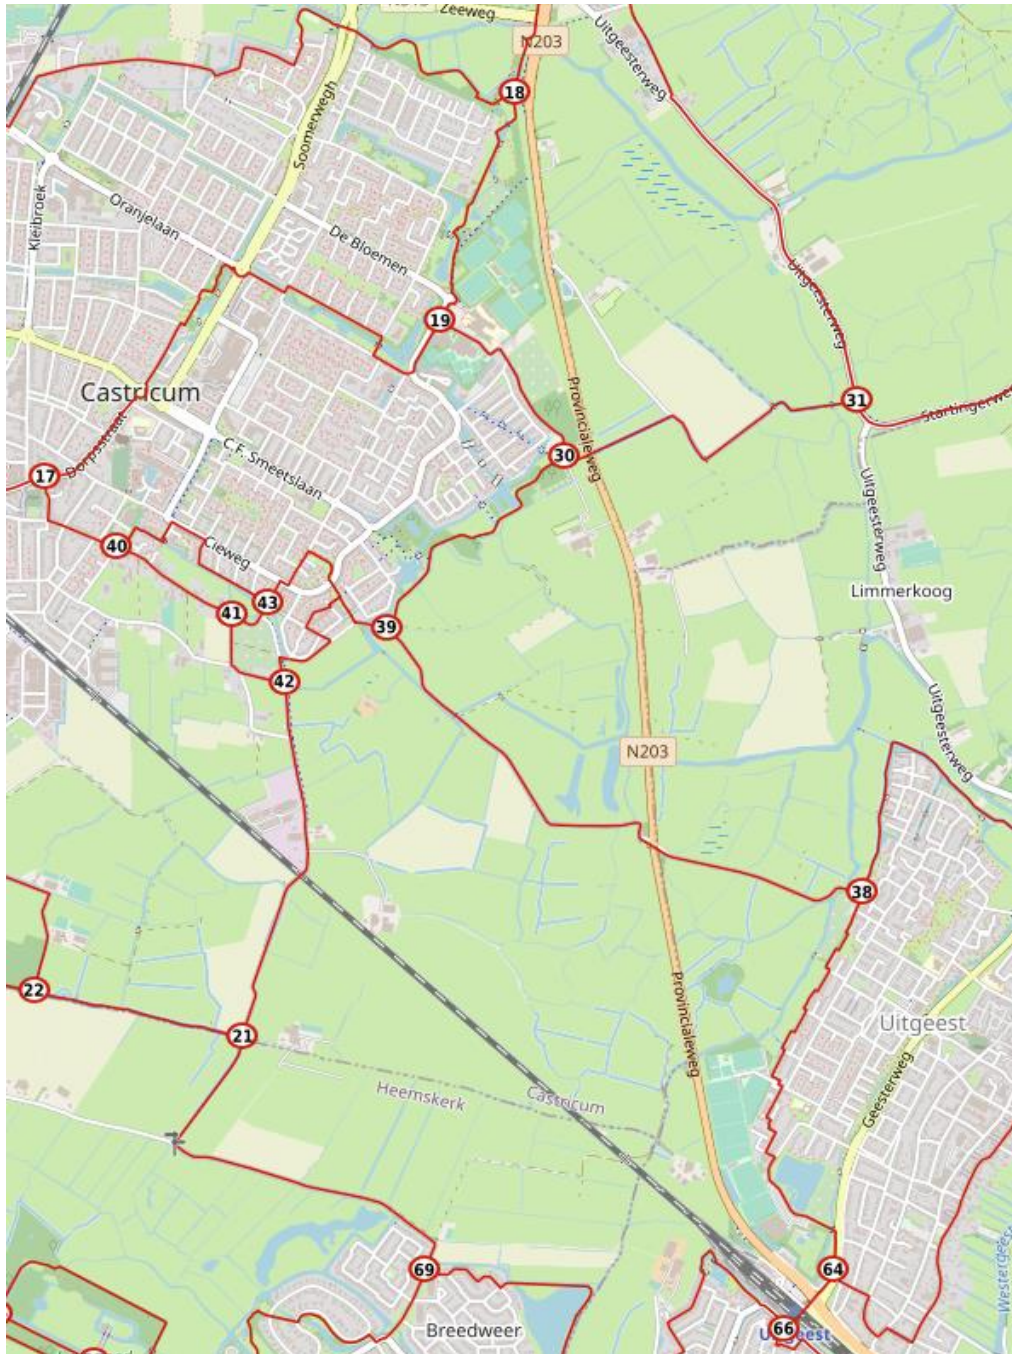 Zeeweg
N203
Uitgeesterweg
18
Soomerwegh
Kleibroek
Oranjelaan
De Bloemen
19
Uitgeesterweg
Castricum
Provincialeweg
31
Startingerweg
Dorpsstraat
C.F. Smeetslaan
17
30
Uitgeesterweg
40
Cieweg
43
41
39
Limmerkoog
42
Uitgeesterweg
N203
38
22
21
Provincialeweg
Uitgeest
Geesterweg
Heemskerk
Castricum
69
64
Breedweer
66